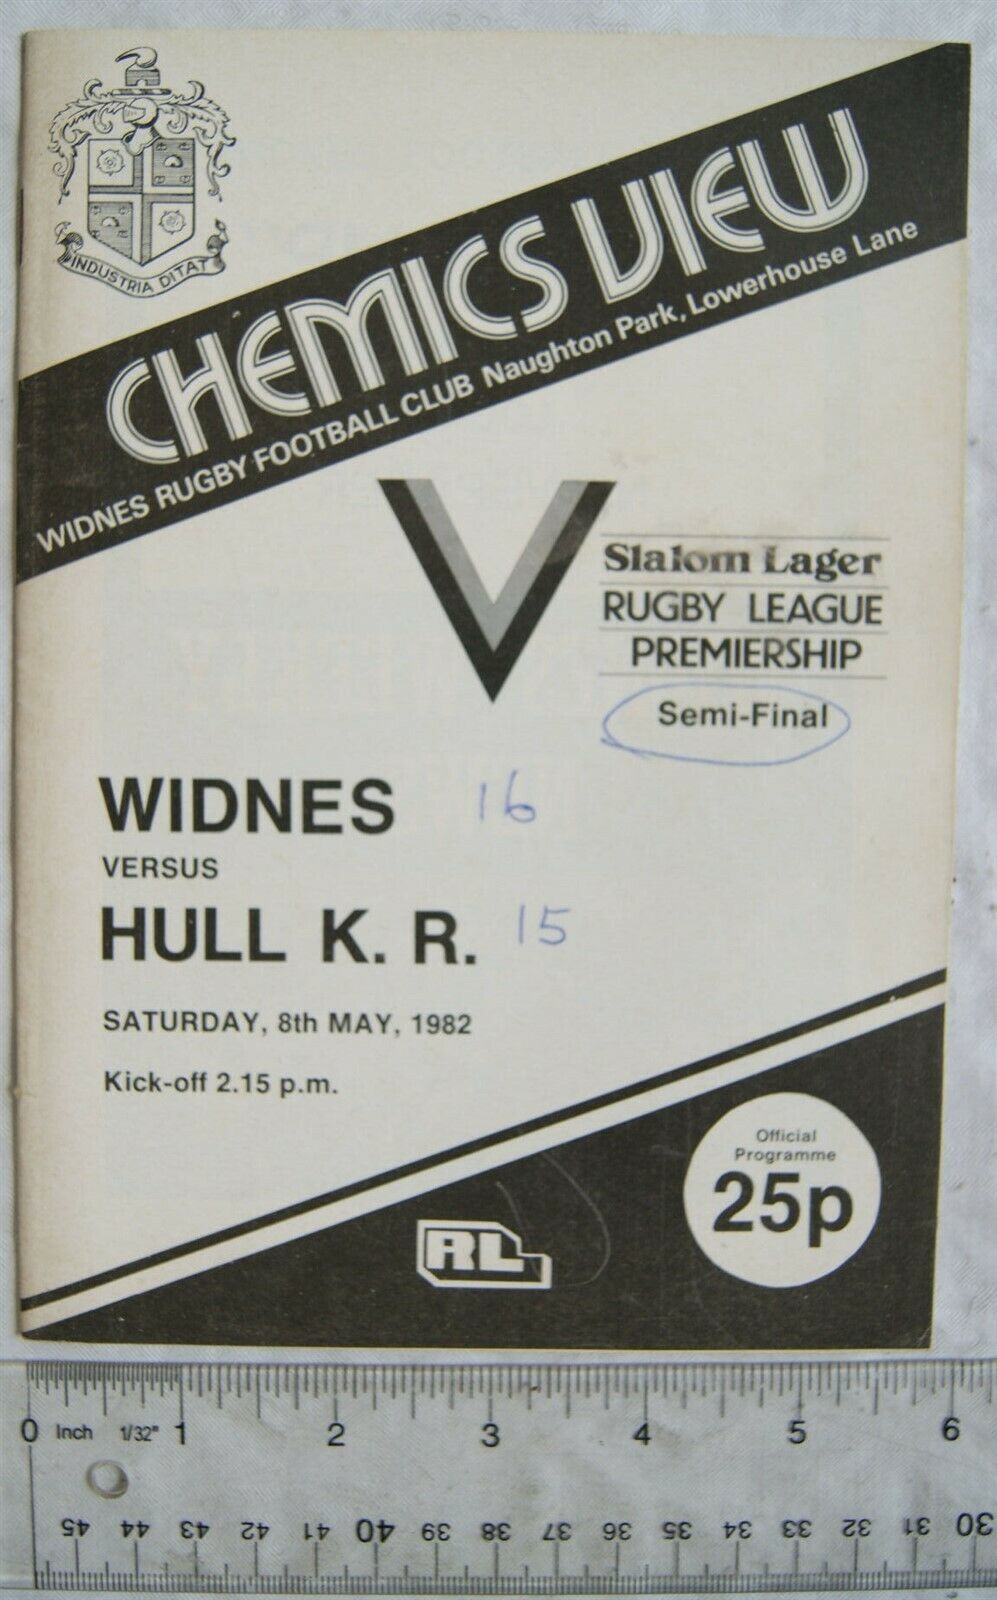 INDUSTRIA DITAT
CHEMICS VIEW
WIDNES RUGBY FOOTBALL CLUB Naughton Park, Lowerhouse Lane
V
Slalom Lager
RUGBY LEAGUE
PREMIERSHIP
Semi-Final
WIDNES 16
VERSUS
HULL K. R. 15
SATURDAY, 8th MAY, 1982
Kick-off 2.15 p.m.
Official
Programme
25p
RL
0 Inch 1/32" 1 2 3 4 5 6
45 44 43 42 41 40 39 38 37 36 35 34 33 32 31 30